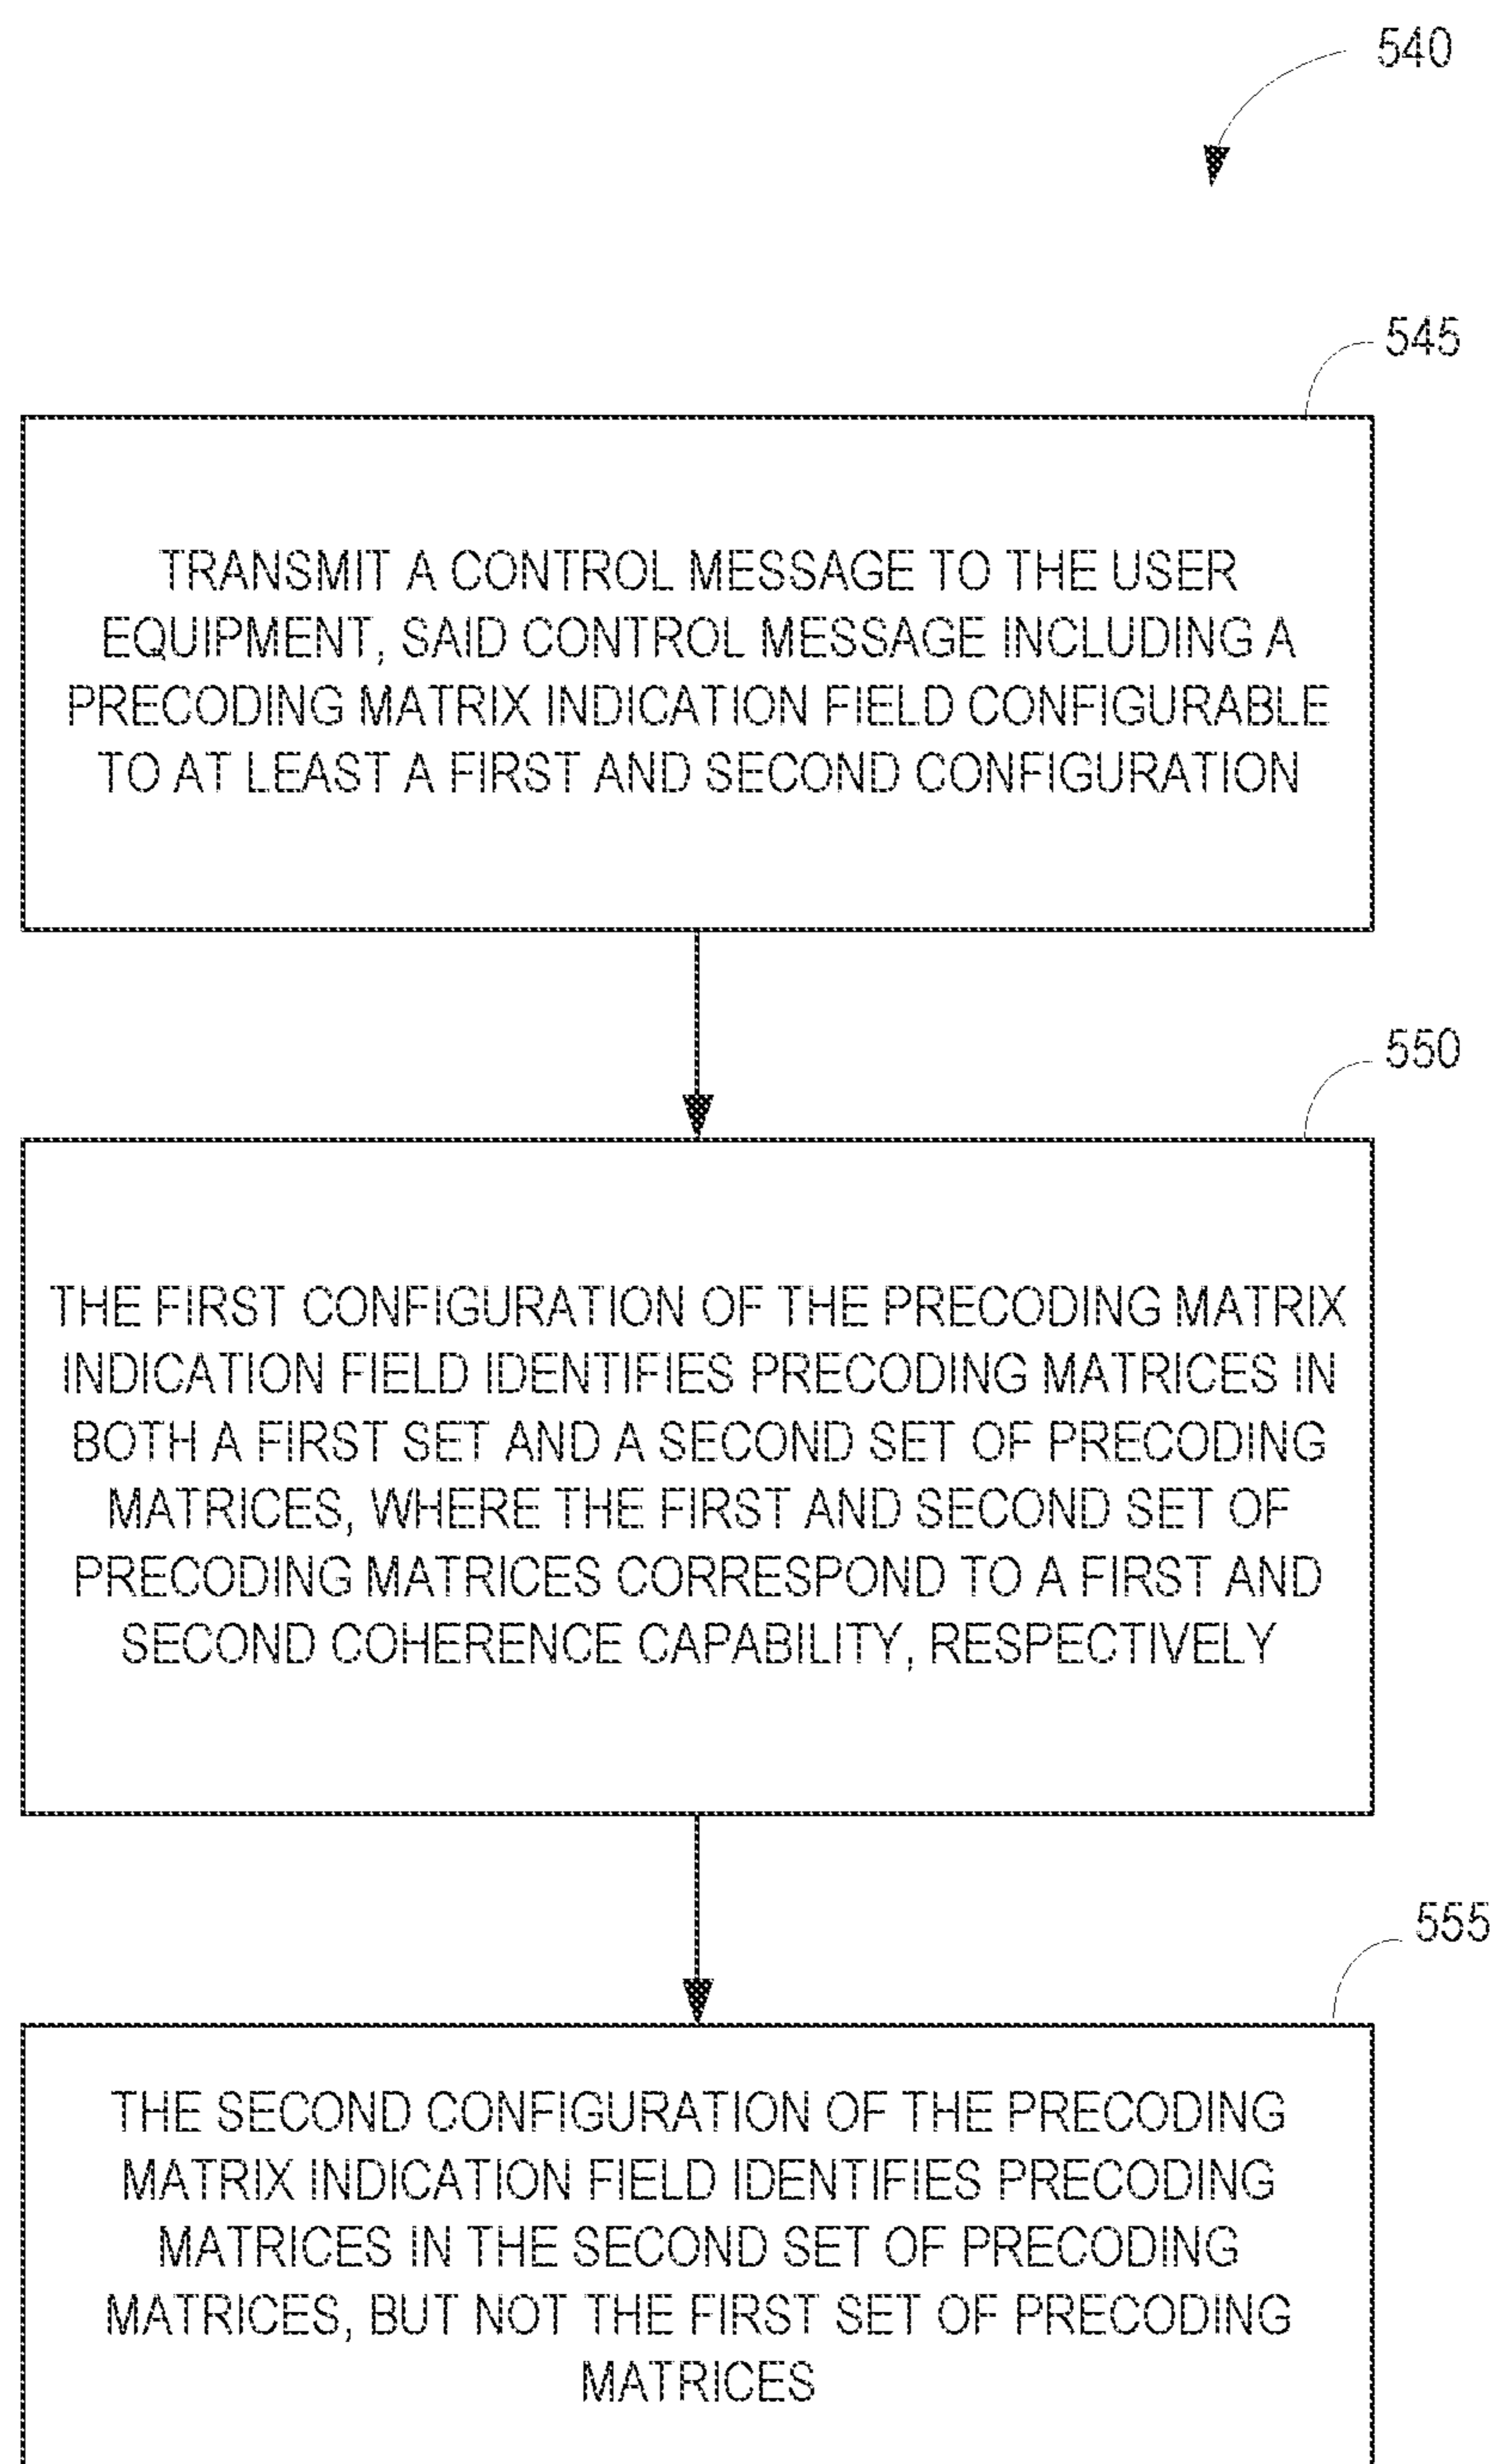 540
545
TRANSMIT A CONTROL MESSAGE TO THE USER
EQUIPMENT, SAID CONTROL MESSAGE INCLUDING A
PRECODING MATRIX INDICATION FIELD CONFIGURABLE
TO AT LEAST A FIRST AND SECOND CONFIGURATION
550
THE FIRST CONFIGURATION OF THE PRECODING MATRIX
INDICATION FIELD IDENTIFIES PRECODING MATRICES IN
BOTH A FIRST SET AND A SECOND SET OF PRECODING
MATRICES, WHERE THE FIRST AND SECOND SET OF
PRECODING MATRICES CORRESPOND TO A FIRST AND
SECOND COHERENCE CAPABILITY, RESPECTIVELY
555
THE SECOND CONFIGURATION OF THE PRECODING
MATRIX INDICATION FIELD IDENTIFIES PRECODING
MATRICES IN THE SECOND SET OF PRECODING
MATRICES, BUT NOT THE FIRST SET OF PRECODING
MATRICES